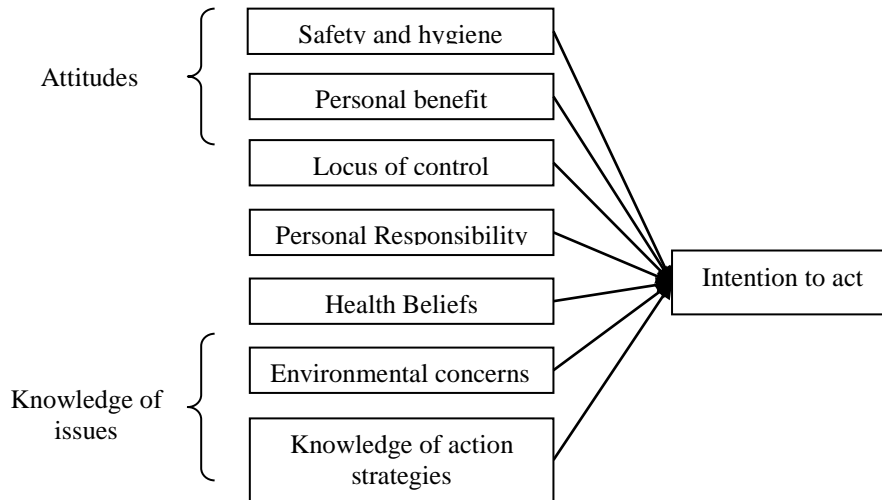 Attitudes
Safety and hygiene
Personal benefit
Locus of control
Personal Responsibility
Health Beliefs
Knowledge of
issues
Environmental concerns
Knowledge of action
strategies
Intention to act